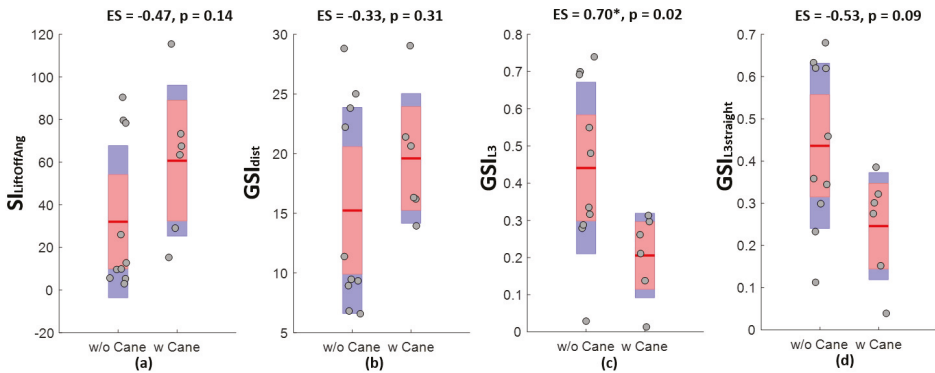 ES = -0.47, p = 0.14
SILiftOffAng
120
100
80
60
40
20
0
-20
w/o Cane w Cane
(a)
ES = -0.33, p = 0.31
GSIdist
30
25
20
15
10
5
w/o Cane w Cane
(b)
ES = 0.70*, p = 0.02
GSIL3
0.8
0.7
0.6
0.5
0.4
0.3
0.2
0.1
0
w/o Cane w Cane
(c)
ES = -0.53, p = 0.09
GSIL3straight
0.7
0.6
0.5
0.4
0.3
0.2
0.1
0
w/o Cane w Cane
(d)